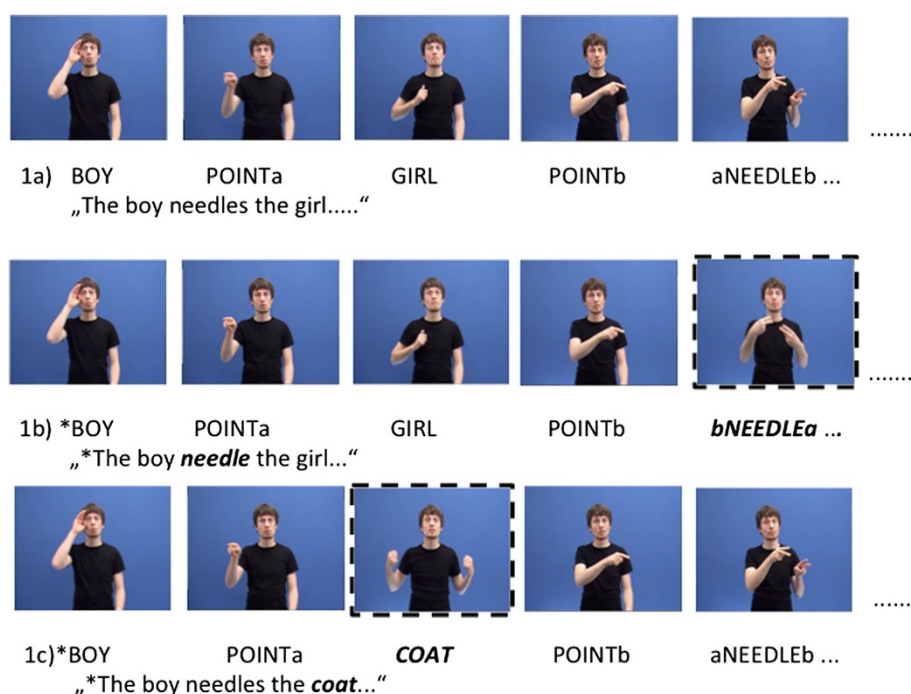 .......
1a) BOY POINTa GIRL POINTb aNEEDLEb ...
„The boy needles the girl.....“
.......
1b) *BOY POINTa GIRL POINTb bNEEDLEa ...
„*The boy needle the girl...“
......
1c)*BOY POINTa COAT POINTb aNEEDLEb ...
„*The boy needles the coat...“